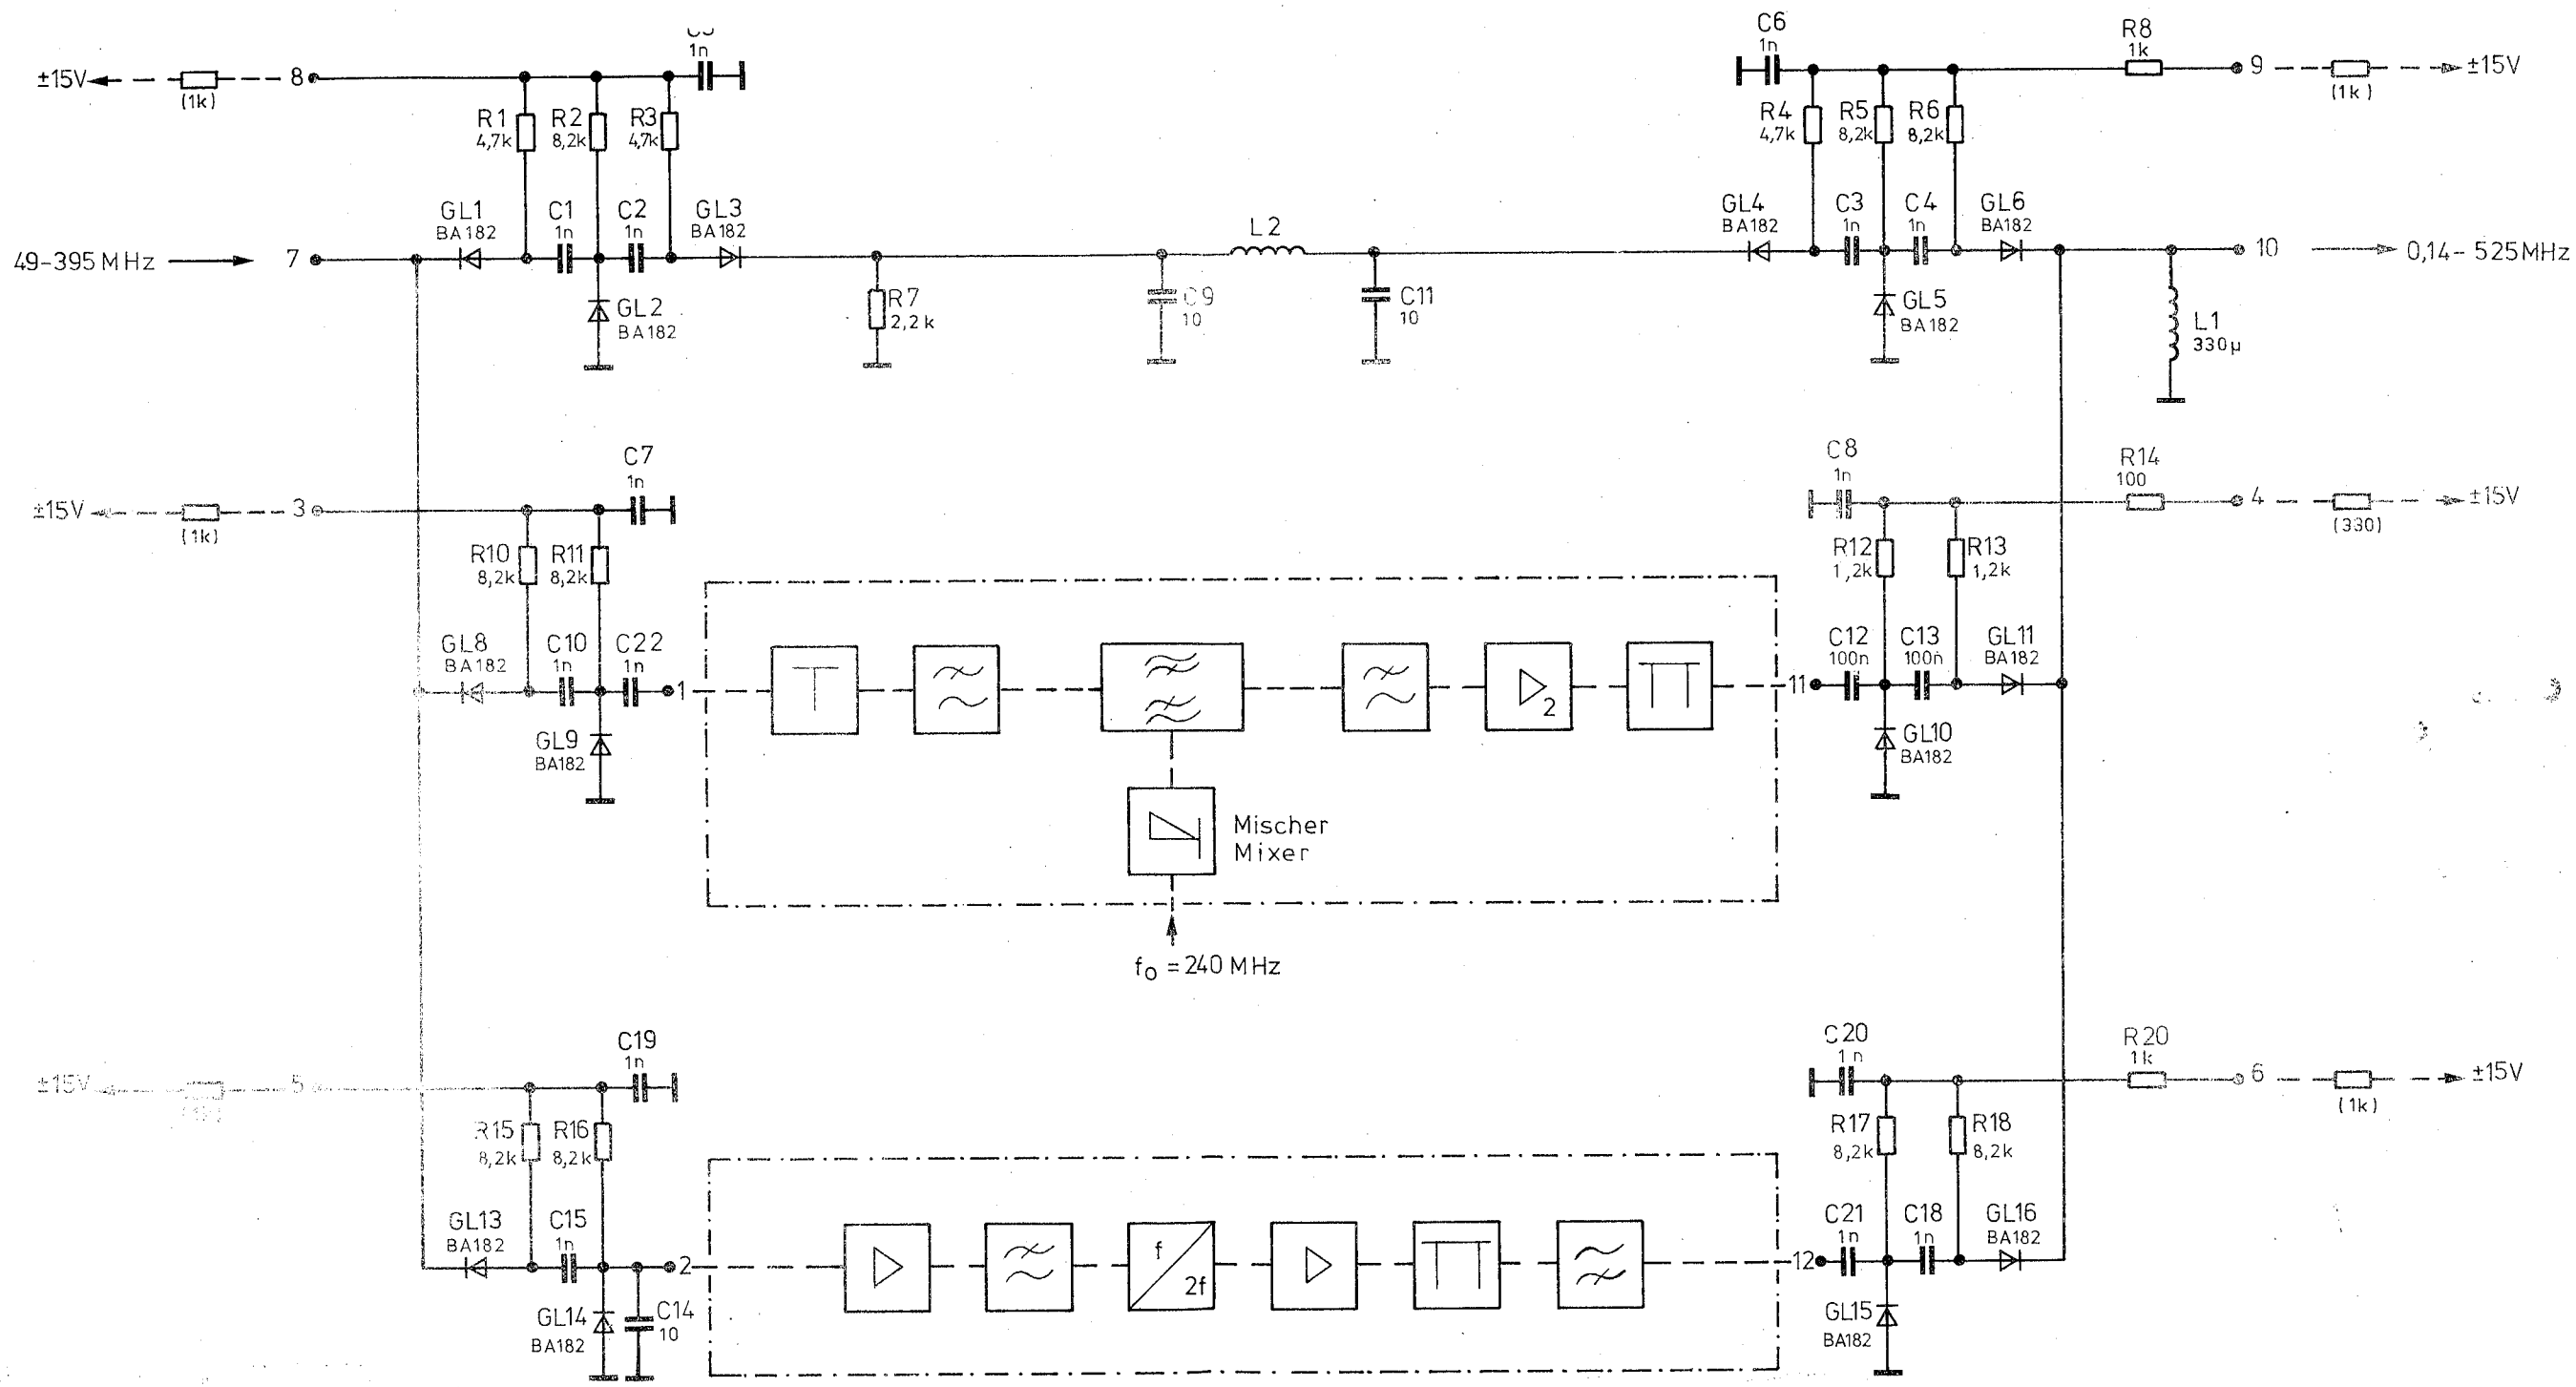 C6
1n
R8
1k
1n
±15V
(1k)
8
9
(1k)
±15V
R1
4,7k
R2
8,2k
R3
4,7k
R4
4,7k
R5
8,2k
R6
8,2k
49-395 MHz
7
GL1
BA182
C1
1n
C2
1n
GL3
BA182
L2
GL4
BA182
C3
1n
C4
1n
GL6
BA182
10
0,14- 525MHz
GL2
BA182
R7
2,2k
C9
10
C11
10
GL5
BA182
L1
330µ
C7
1n
C8
1n
R14
100
±15V
(1k)
3
4
(330)
±15V
R10
8,2k
R11
8,2k
R12
1,2k
R13
1,2k
GL8
BA182
C10
1n
C22
1n
1
2
11
C12
100n
C13
100n
GL11
BA182
GL9
BA182
GL10
BA182
Mischer
Mixer
fo = 240 MHz
C19
1n
C20
1n
R20
1k
±15V
5
6
(1k)
±15V
R15
8,2k
R16
8,2k
R17
8,2k
R18
8,2k
GL13
BA182
C15
1n
2
f
2f
12
C21
1n
C18
1n
GL16
BA182
GL14
BA182
C14
10
GL15
BA182